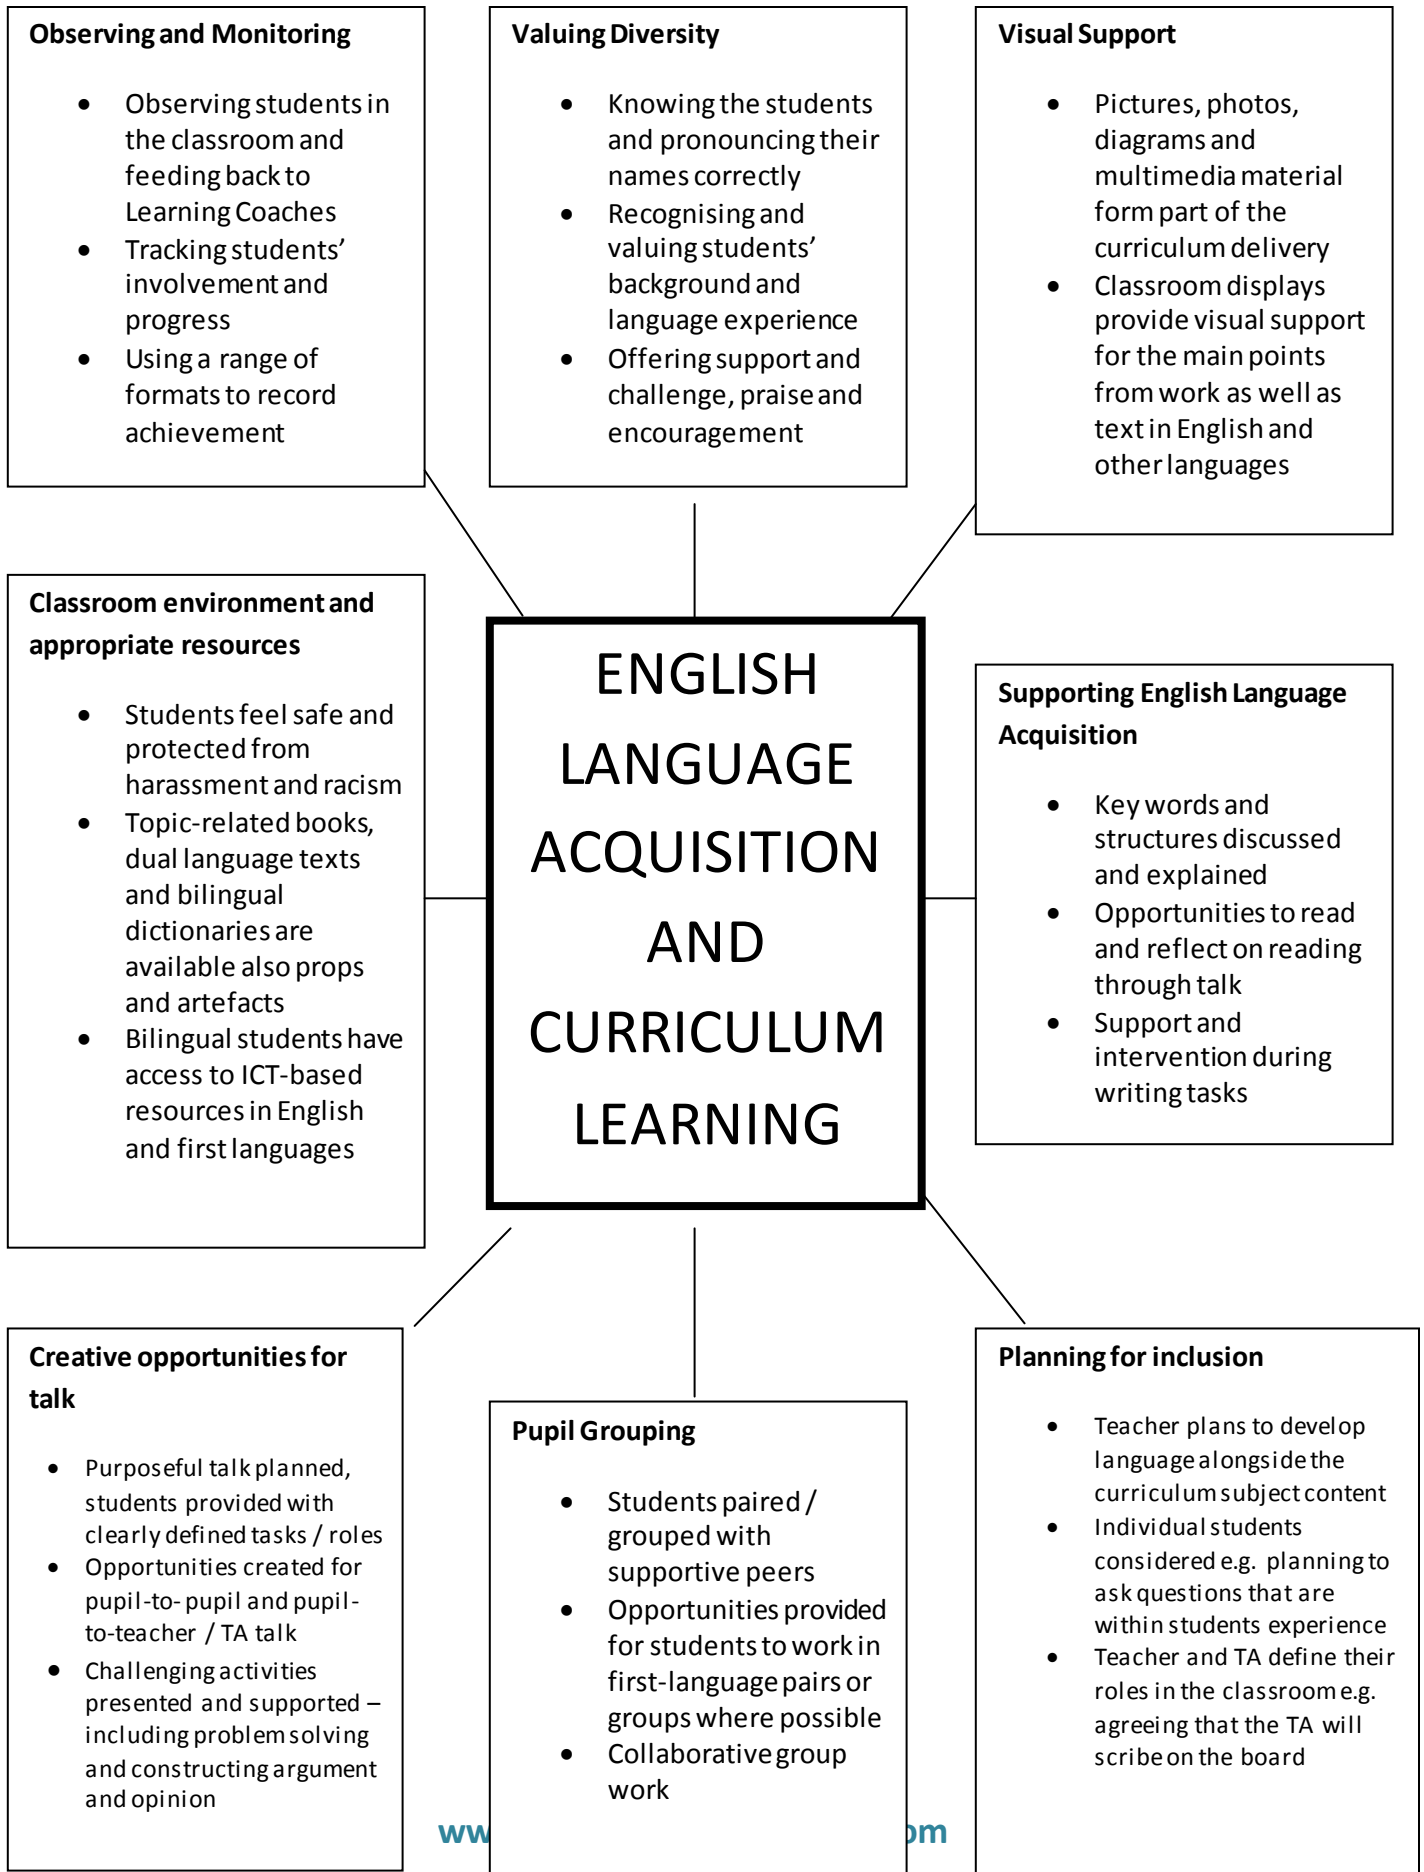 Observing and Monitoring
• Observing students in
the classroom and
feeding back to
Learning Coaches
• Tracking students’
involvement and
progress
• Using a range of
formats to record
achievement
Valuing Diversity
• Knowing the students
and pronouncing their
names correctly
• Recognising and
valuing students’
background and
language experience
• Offering support and
challenge, praise and
encouragement
Visual Support
• Pictures, photos,
diagrams and
multimedia material
form part of the
curriculum delivery
• Classroom displays
provide visual support
for the main points
from work as well as
text in English and
other languages
Classroom environment and
appropriate resources
• Students feel safe and
protected from
harassment and racism
• Topic-related books,
dual language texts
and bilingual
dictionaries are
available also props
and artefacts
• Bilingual students have
access to ICT-based
resources in English
and first languages
ENGLISH
LANGUAGE
ACQUISITION
AND
CURRICULUM
LEARNING
Supporting English Language
Acquisition
• Key words and
structures discussed
and explained
• Opportunities to read
and reflect on reading
through talk
• Support and
intervention during
writing tasks
Creative opportunities for
talk
• Purposeful talk planned,
students provided with
clearly defined tasks / roles
• Opportunities created for
pupil-to- pupil and pupil-
to-teacher / TA talk
• Challenging activities
presented and supported –
including problem solving
and constructing argument
and opinion
Pupil Grouping
• Students paired /
grouped with
supportive peers
• Opportunities provided
for students to work in
first-language pairs or
groups where possible
• Collaborative group
work
Planning for inclusion
• Teacher plans to develop
language alongside the
curriculum subject content
• Individual students
considered e.g. planning to
ask questions that are
within students experience
• Teacher and TA define their
roles in the classroom e.g.
agreeing that the TA will
scribe on the board